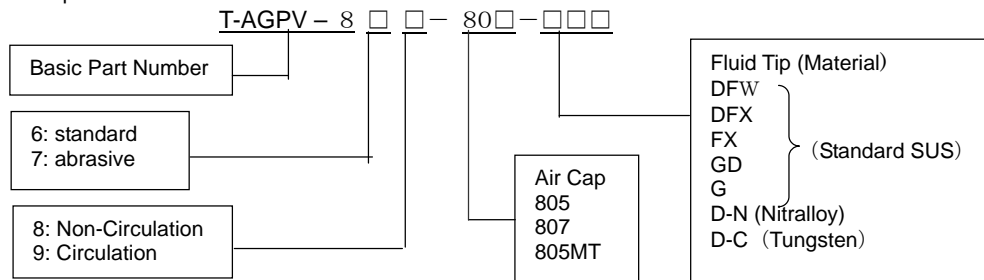 T-AGPV – 8 □ □ － 80□ － □□□
Basic Part Number
6: standard
7: abrasive
8: Non-Circulation
9: Circulation
Air Cap
805
807
805MT
Fluid Tip (Material)
DFW
DFX
FX
GD
G
(Standard SUS)
D-N (Nitralloy)
D-C (Tungsten)